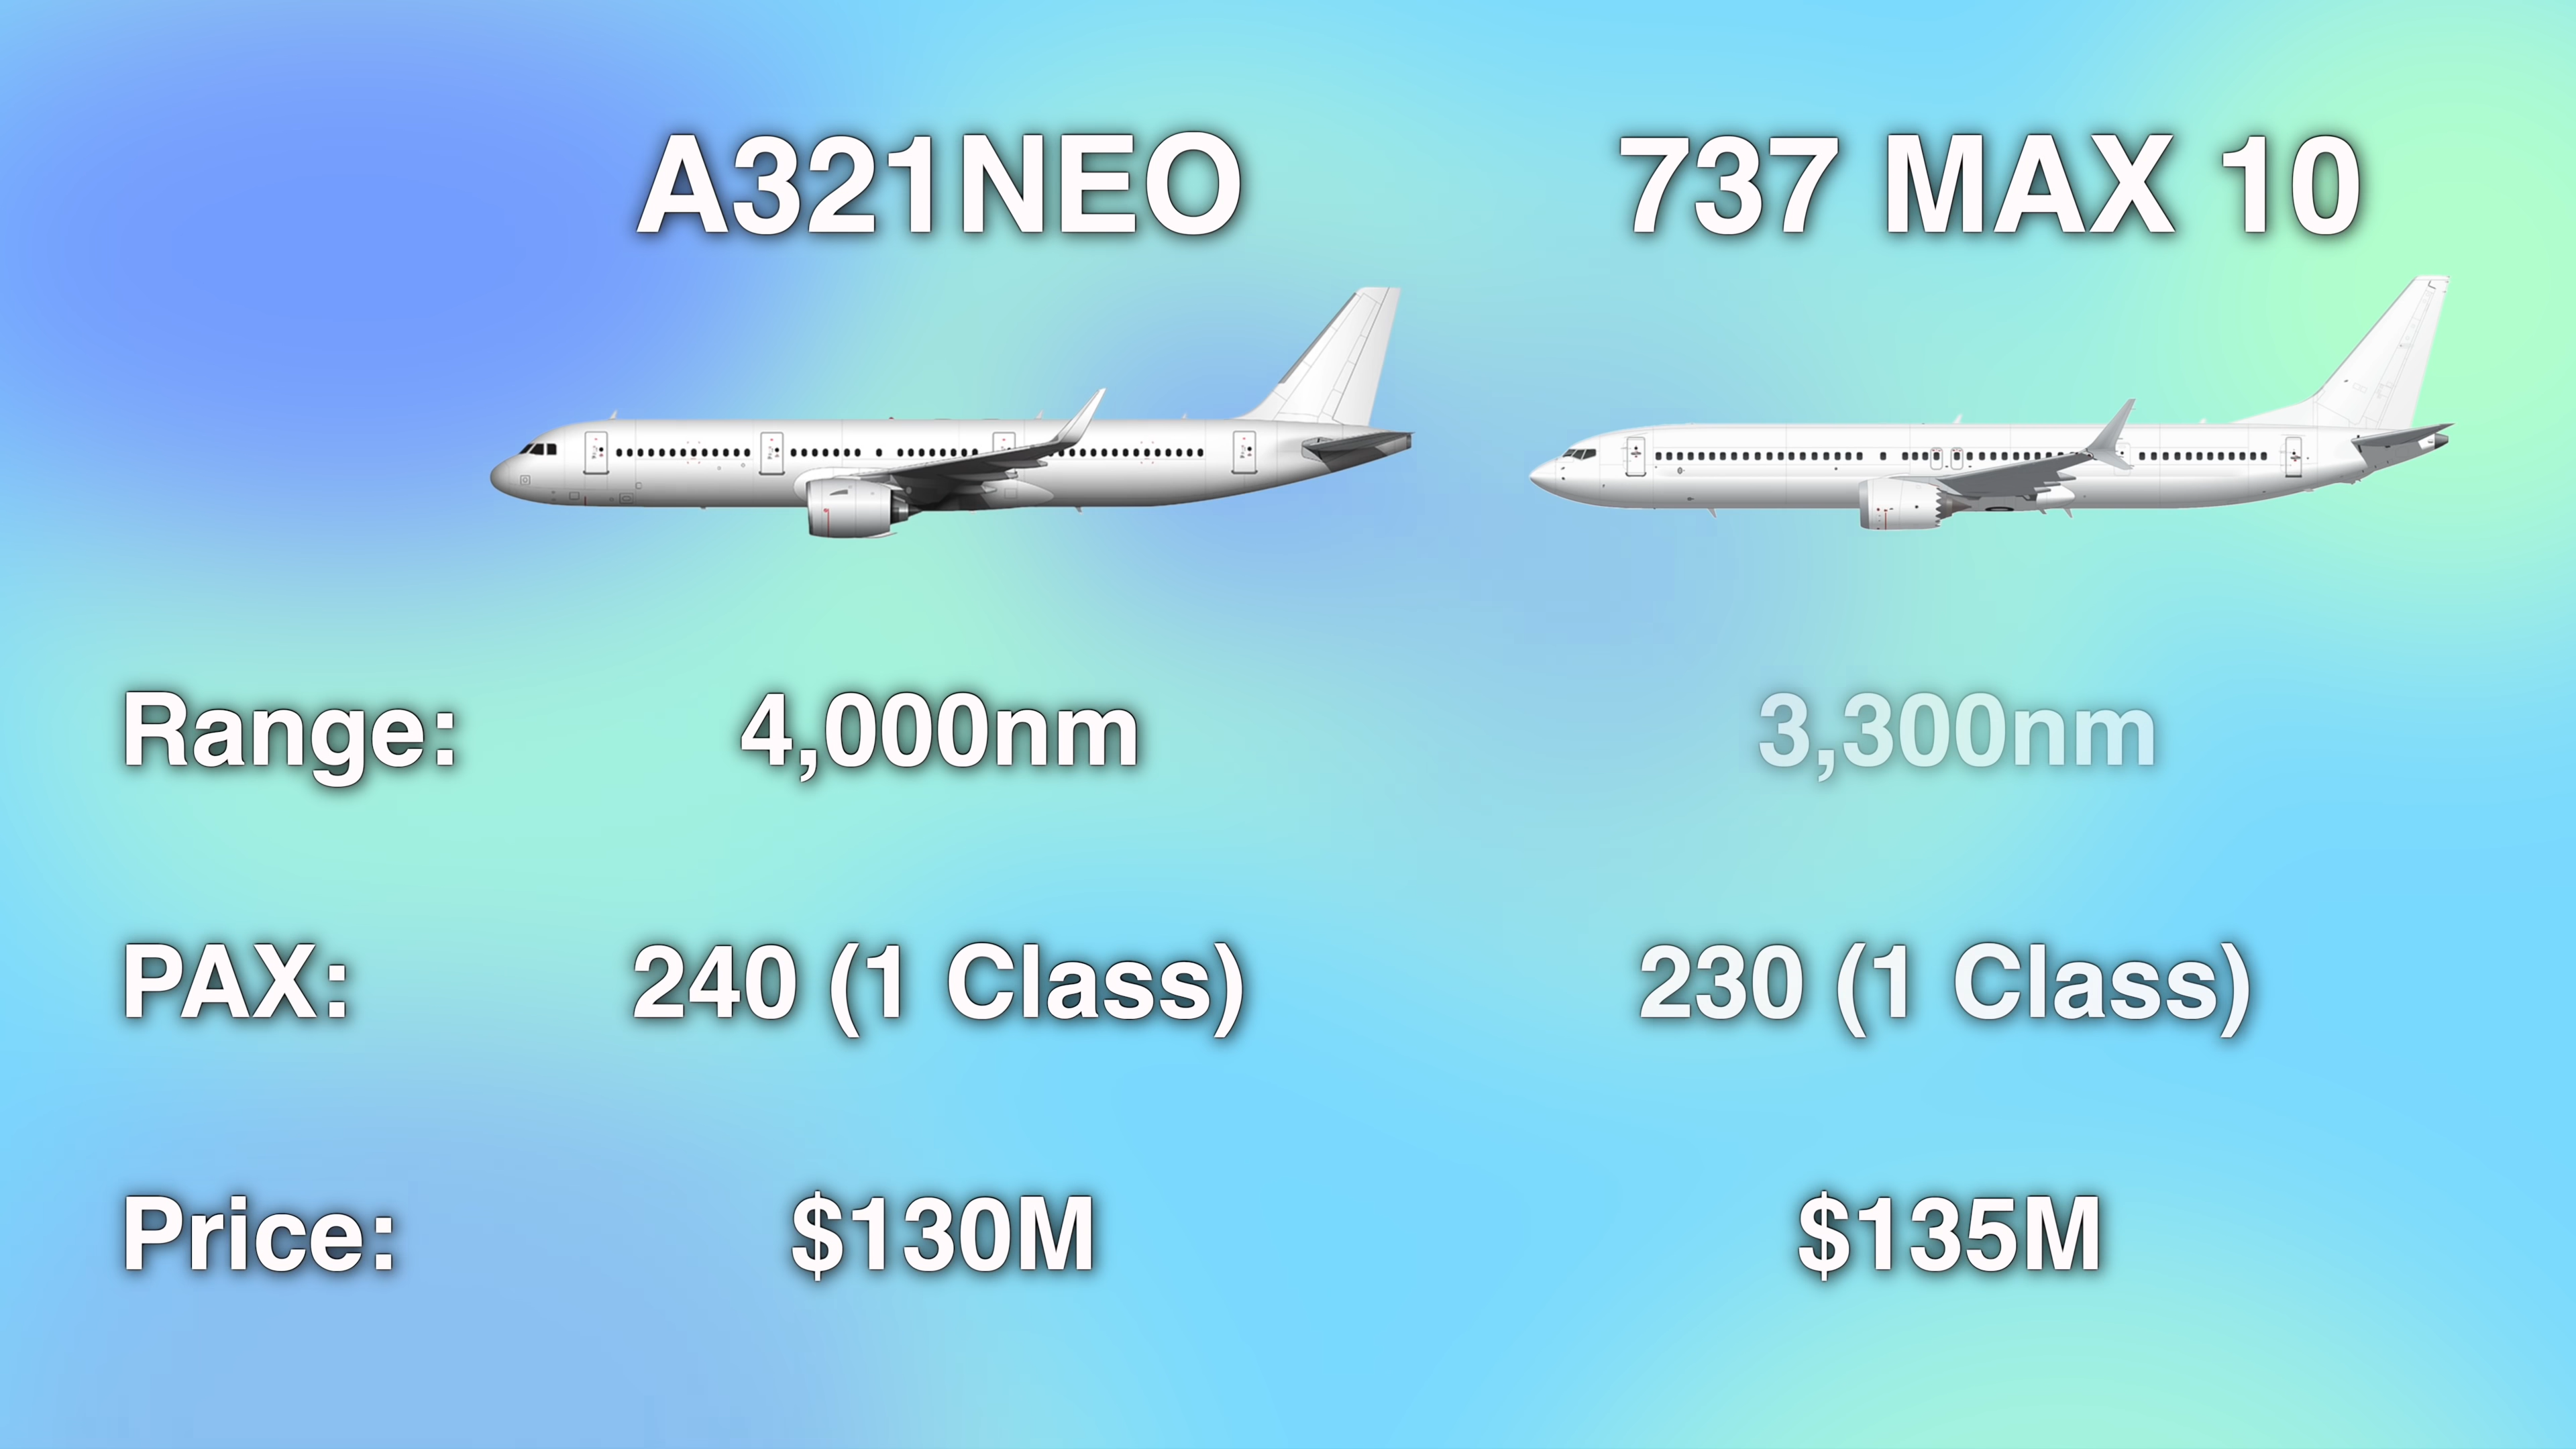 A321NEO
737 MAX 10
Range: 4,000nm 3,300nm
PAX: 240 (1 Class) 230 (1 Class)
Price: $130M $135M